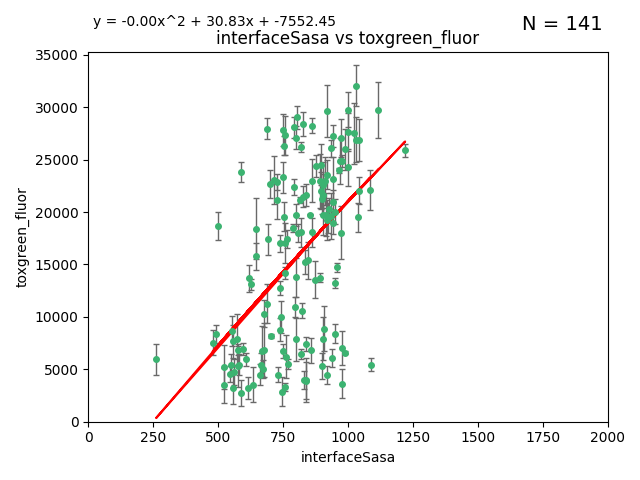 y = -0.00x^2 + 30.83x + -7552.45
N = 141
interfaceSasa vs toxgreen_fluor
35000
30000
25000
20000
15000
10000
5000
0
toxgreen_fluor
0 250 500 750 1000 1250 1500 1750 2000
interfaceSasa